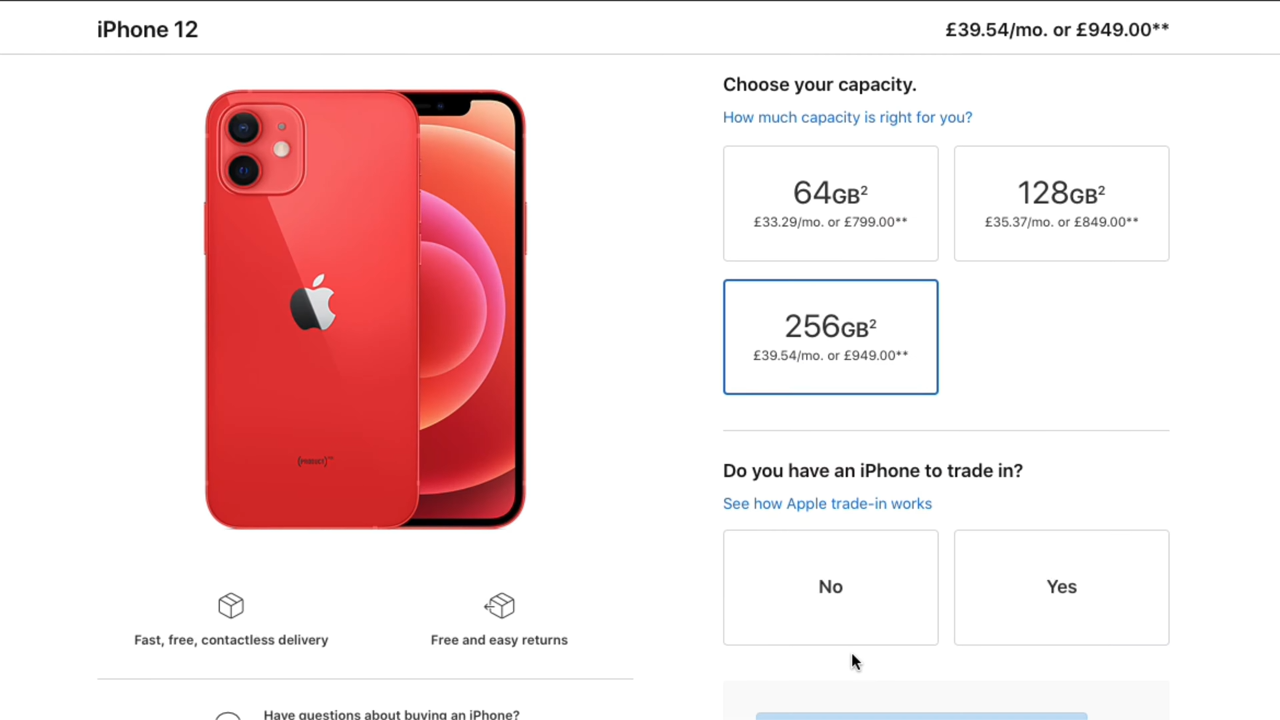 iPhone 12
£39.54/mo. or £949.00**
Choose your capacity.
How much capacity is right for you?
64GB²
£33.29/mo. or £799.00**
128GB²
£35.37/mo. or £849.00**
256GB²
£39.54/mo. or £949.00**
Do you have an iPhone to trade in?
See how Apple trade-in works
No
Yes
(PRODUCT)™
Fast, free, contactless delivery
Free and easy returns
Have questions about buying an iPhone?